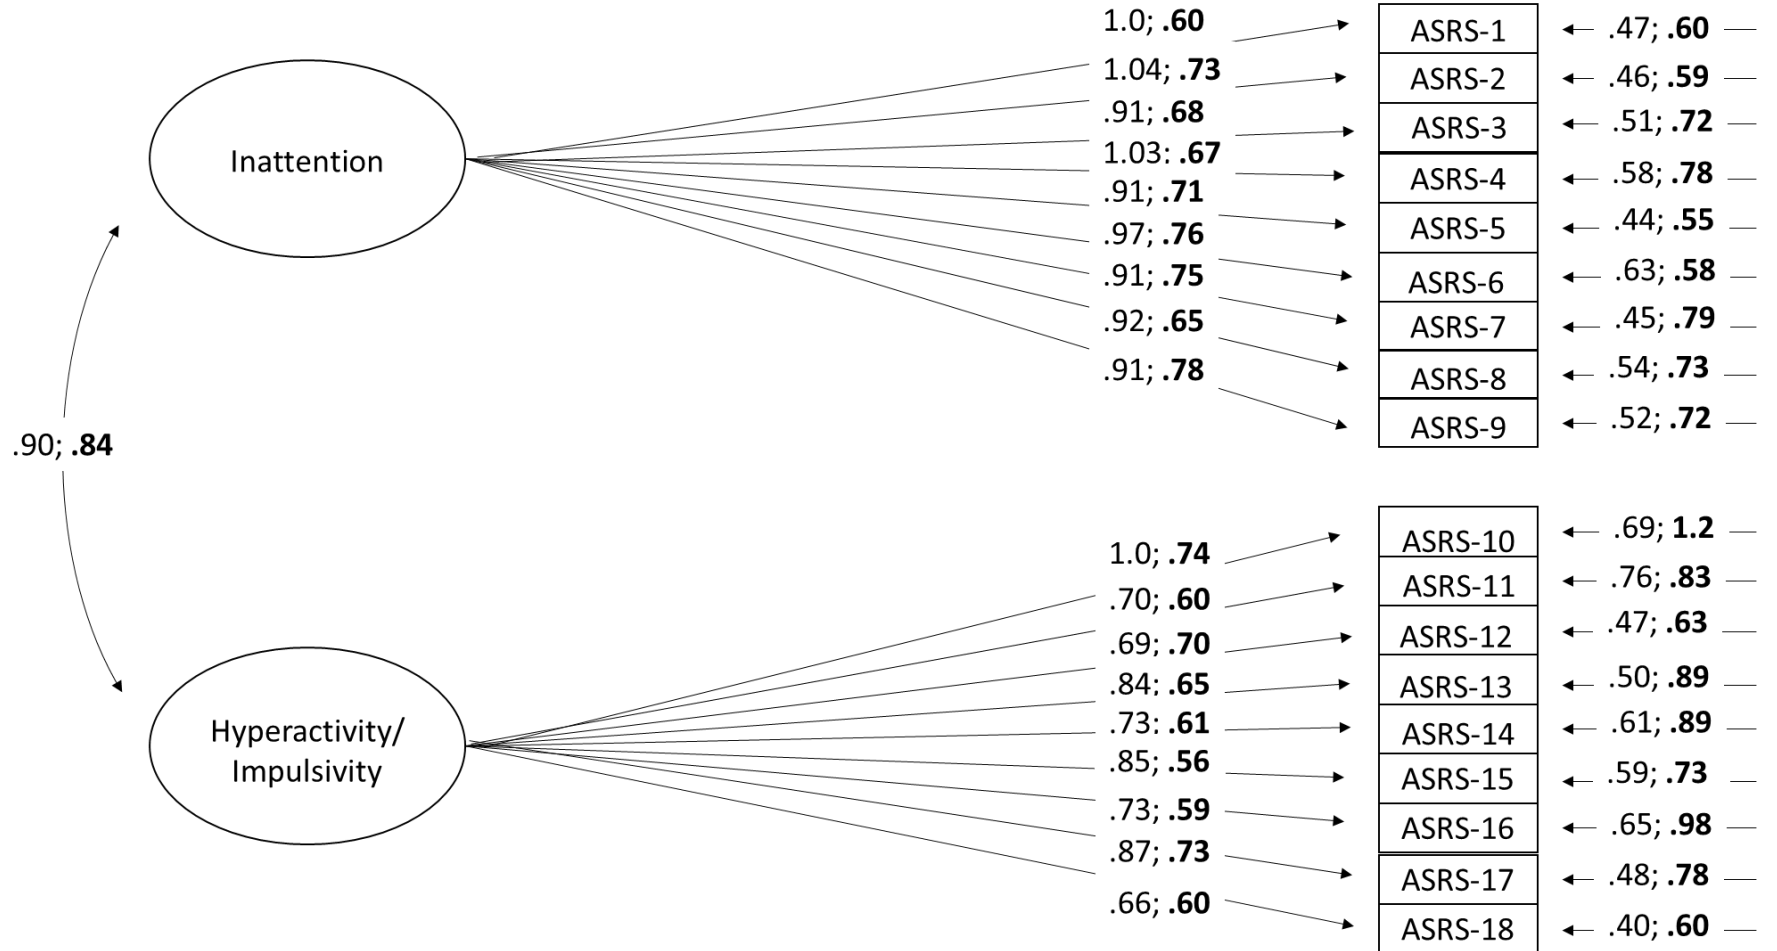 1.0; .60
ASRS-1
.47; .60
1.04; .73
ASRS-2
.46; .59
.91; .68
ASRS-3
.51; .72
1.03: .67
ASRS-4
.58; .78
.91; .71
ASRS-5
.44; .55
.97; .76
ASRS-6
.63; .58
.91; .75
ASRS-7
.45; .79
.92; .65
ASRS-8
.54; .73
.91; .78
ASRS-9
.52; .72
Inattention
.90; .84
Hyperactivity/
Impulsivity
1.0; .74
ASRS-10
.69; 1.2
.70; .60
ASRS-11
.76; .83
.69; .70
ASRS-12
.47; .63
.84; .65
ASRS-13
.50; .89
.73; .61
ASRS-14
.61; .89
.85; .56
ASRS-15
.59; .73
.73; .59
ASRS-16
.65; .98
.87; .73
ASRS-17
.48; .78
.66; .60
ASRS-18
.40; .60